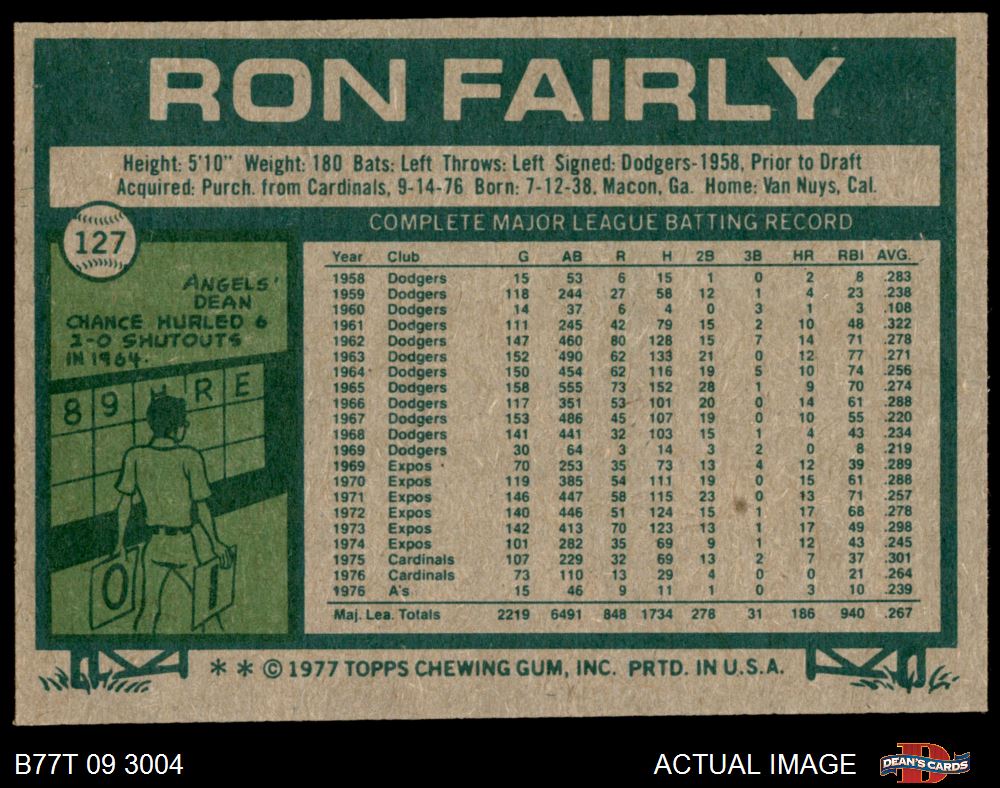 RON FAIRLY
Height: 5'10" Weight: 180 Bats: Left Throws: Left Signed: Dodgers-1958, Prior to Draft
Acquired: Purch. from Cardinals, 9-14-76 Born: 7-12-38, Macon, Ga. Home: Van Nuys, Cal.
127
ANGELS'
DEAN
CHANCE HURLED 6
1-0 SHUTOUTS
IN 1964.
8 9 H R E
0 1
COMPLETE MAJOR LEAGUE BATTING RECORD
Year Club G AB R H 2B 3B HR RBI AVG.
1958 Dodgers 15 53 6 15 1 0 2 8 .283
1959 Dodgers 118 244 27 58 12 1 4 23 .238
1960 Dodgers 14 37 6 4 0 3 1 3 .108
1961 Dodgers 111 245 42 79 15 2 10 48 .322
1962 Dodgers 147 460 80 128 15 7 14 71 .278
1963 Dodgers 152 490 62 133 21 0 12 77 .271
1964 Dodgers 150 454 62 116 19 5 10 74 .256
1965 Dodgers 158 555 73 152 28 1 9 70 .274
1966 Dodgers 117 351 53 101 20 0 14 61 .288
1967 Dodgers 153 486 45 107 19 0 10 55 .220
1968 Dodgers 141 441 32 103 15 1 4 43 .234
1969 Dodgers 30 64 3 14 3 2 0 8 .219
1969 Expos 70 253 35 73 13 4 12 39 .289
1970 Expos 119 385 54 111 19 0 15 61 .288
1971 Expos 146 447 58 115 23 0 13 71 .257
1972 Expos 140 446 51 124 15 1 17 68 .278
1973 Expos 142 413 70 123 13 1 17 49 .298
1974 Expos 101 282 35 69 9 1 12 43 .245
1975 Cardinals 107 229 32 69 13 2 7 37 .301
1976 Cardinals 73 110 13 29 4 0 0 21 .264
1976 A's 15 46 9 11 1 0 3 10 .239
Maj. Lea. Totals 2219 6491 848 1734 278 31 186 940 .267
* * © 1977 TOPPS CHEWING GUM, INC. PRTD. IN U.S.A.
B77T 09 3004
ACTUAL IMAGE
D
DEAN'S CARDS